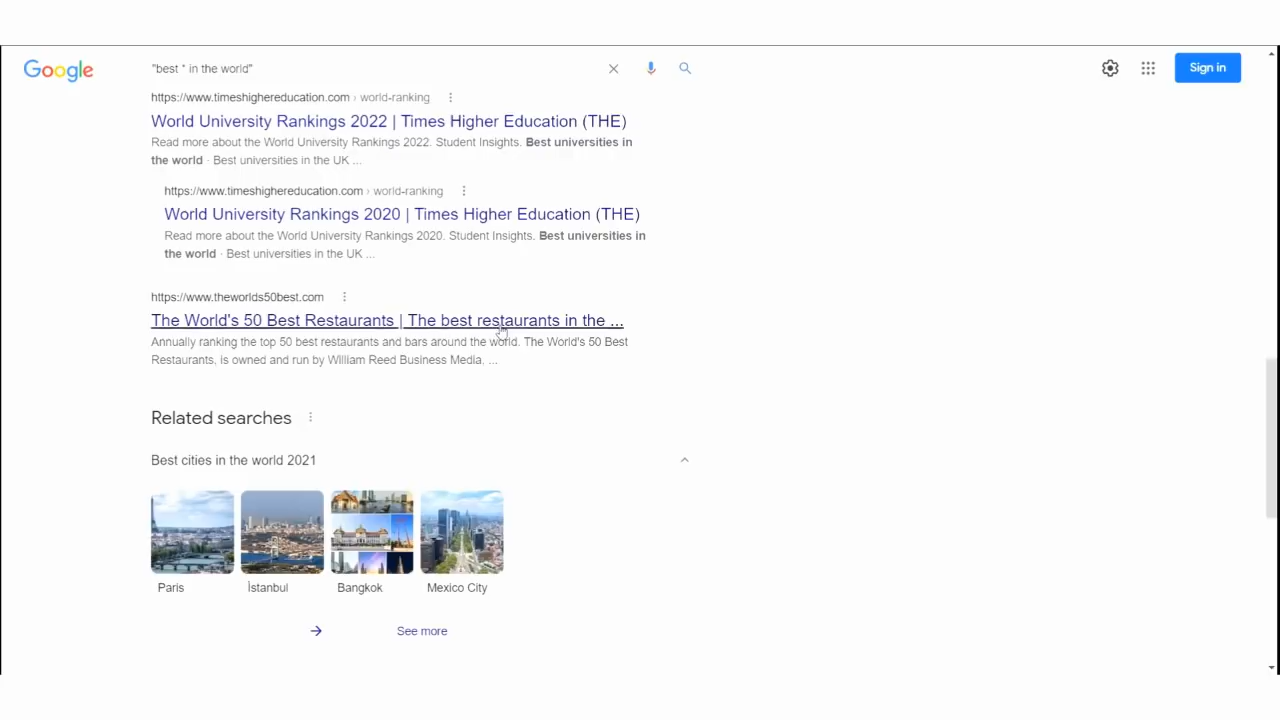 Google
"best * in the world"
Sign in
https://www.timeshighereducation.com › world-ranking
World University Rankings 2022 | Times Higher Education (THE)
Read more about the World University Rankings 2022. Student Insights. Best universities in
the world · Best universities in the UK ...
https://www.timeshighereducation.com › world-ranking
World University Rankings 2020 | Times Higher Education (THE)
Read more about the World University Rankings 2020. Student Insights. Best universities in
the world · Best universities in the UK ...
https://www.theworlds50best.com
The World's 50 Best Restaurants | The best restaurants in the ...
Annually ranking the top 50 best restaurants and bars around the world. The World's 50 Best
Restaurants, is owned and run by William Reed Business Media, ...
Related searches
Best cities in the world 2021
Paris
İstanbul
Bangkok
Mexico City
See more